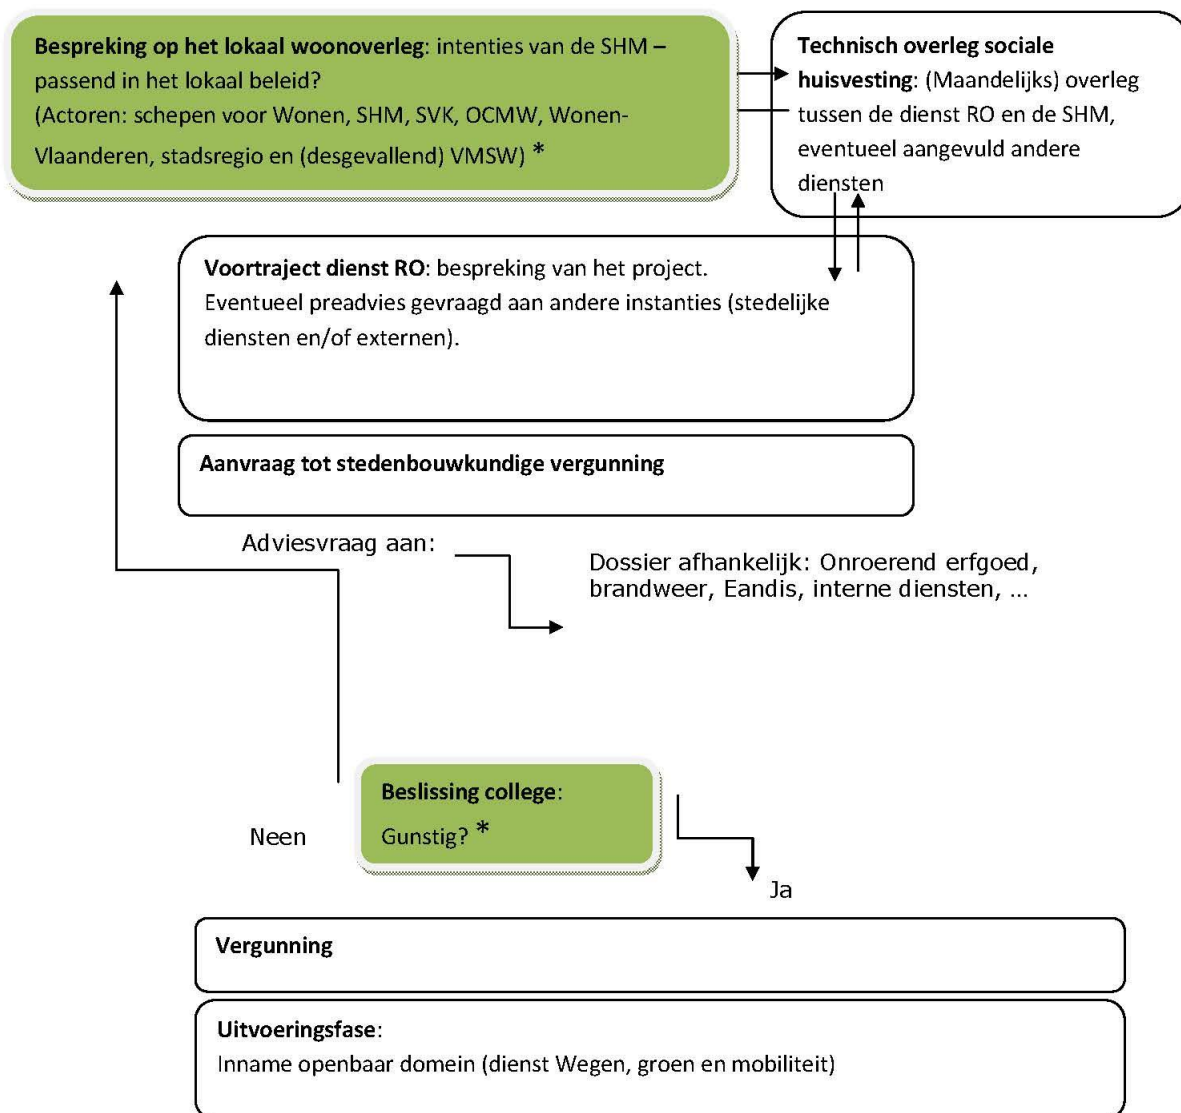 Bespreking op het lokaal woonoverleg: intenties van de SHM –
passend in het lokaal beleid?
(Actoren: schepen voor Wonen, SHM, SVK, OCMW, Wonen-
Vlaanderen, stadsregio en (desgevallend) VMSW) *
Technisch overleg sociale
huisvesting: (Maandelijks) overleg
tussen de dienst RO en de SHM,
eventueel aangevuld andere
diensten
Voortraject dienst RO: bespreking van het project.
Eventueel preadvies gevraagd aan andere instanties (stedelijke
diensten en/of externen).
Aanvraag tot stedenbouwkundige vergunning
Adviesvraag aan:
Dossier afhankelijk: Onroerend erfgoed,
brandweer, Eandis, interne diensten, ...
Beslissing college:
Gunstig? *
Neen
Ja
Vergunning
Uitvoeringsfase:
Inname openbaar domein (dienst Wegen, groen en mobiliteit)